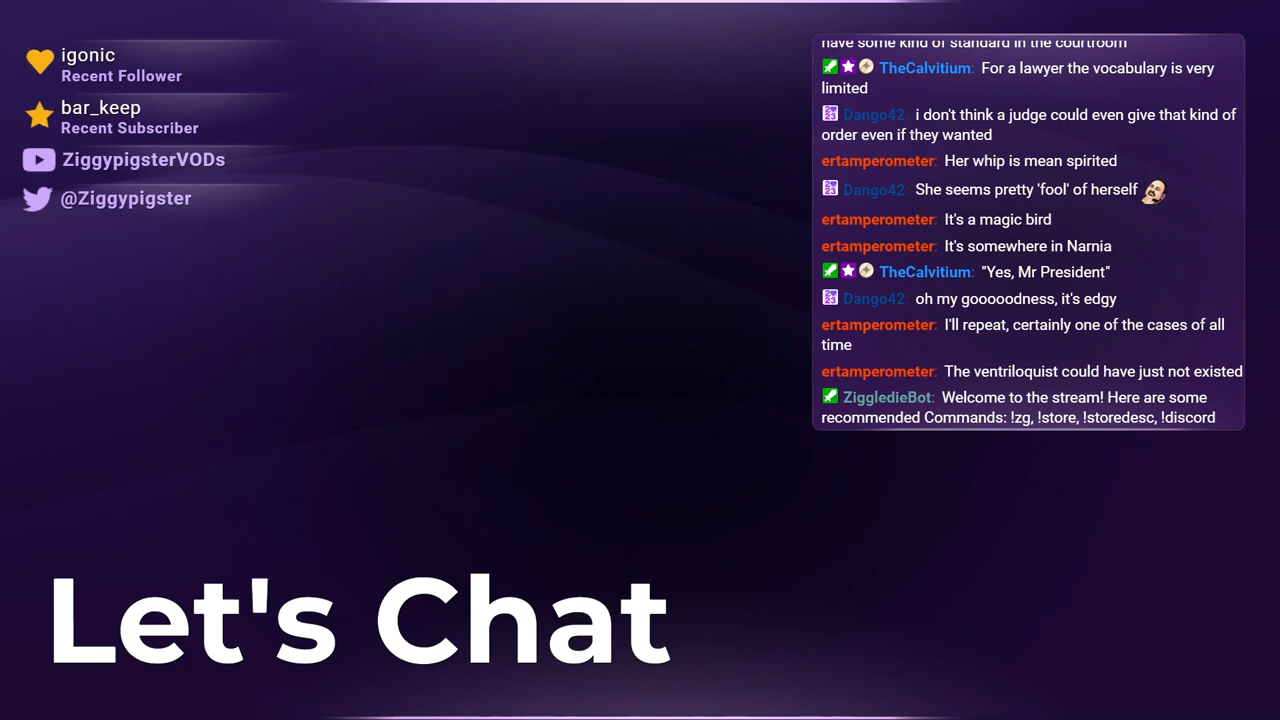 igonic
Recent Follower
bar_keep
Recent Subscriber
ZiggypigsterVODs
@Ziggypigster
have some kind of standard in the courtroom
TheCalvitium: For a lawyer the vocabulary is very
limited
Dango42: i don't think a judge could even give that kind of
order even if they wanted
ertamperometer: Her whip is mean spirited
Dango42: She seems pretty 'fool' of herself
ertamperometer: It's a magic bird
ertamperometer: It's somewhere in Narnia
TheCalvitium: "Yes, Mr President"
Dango42: oh my gooooodness, it's edgy
ertamperometer: I'll repeat, certainly one of the cases of all
time
ertamperometer: The ventriloquist could have just not existed
ZiggledieBot: Welcome to the stream! Here are some
recommended Commands: !zg, !store, !storedesc, !discord
Let's Chat